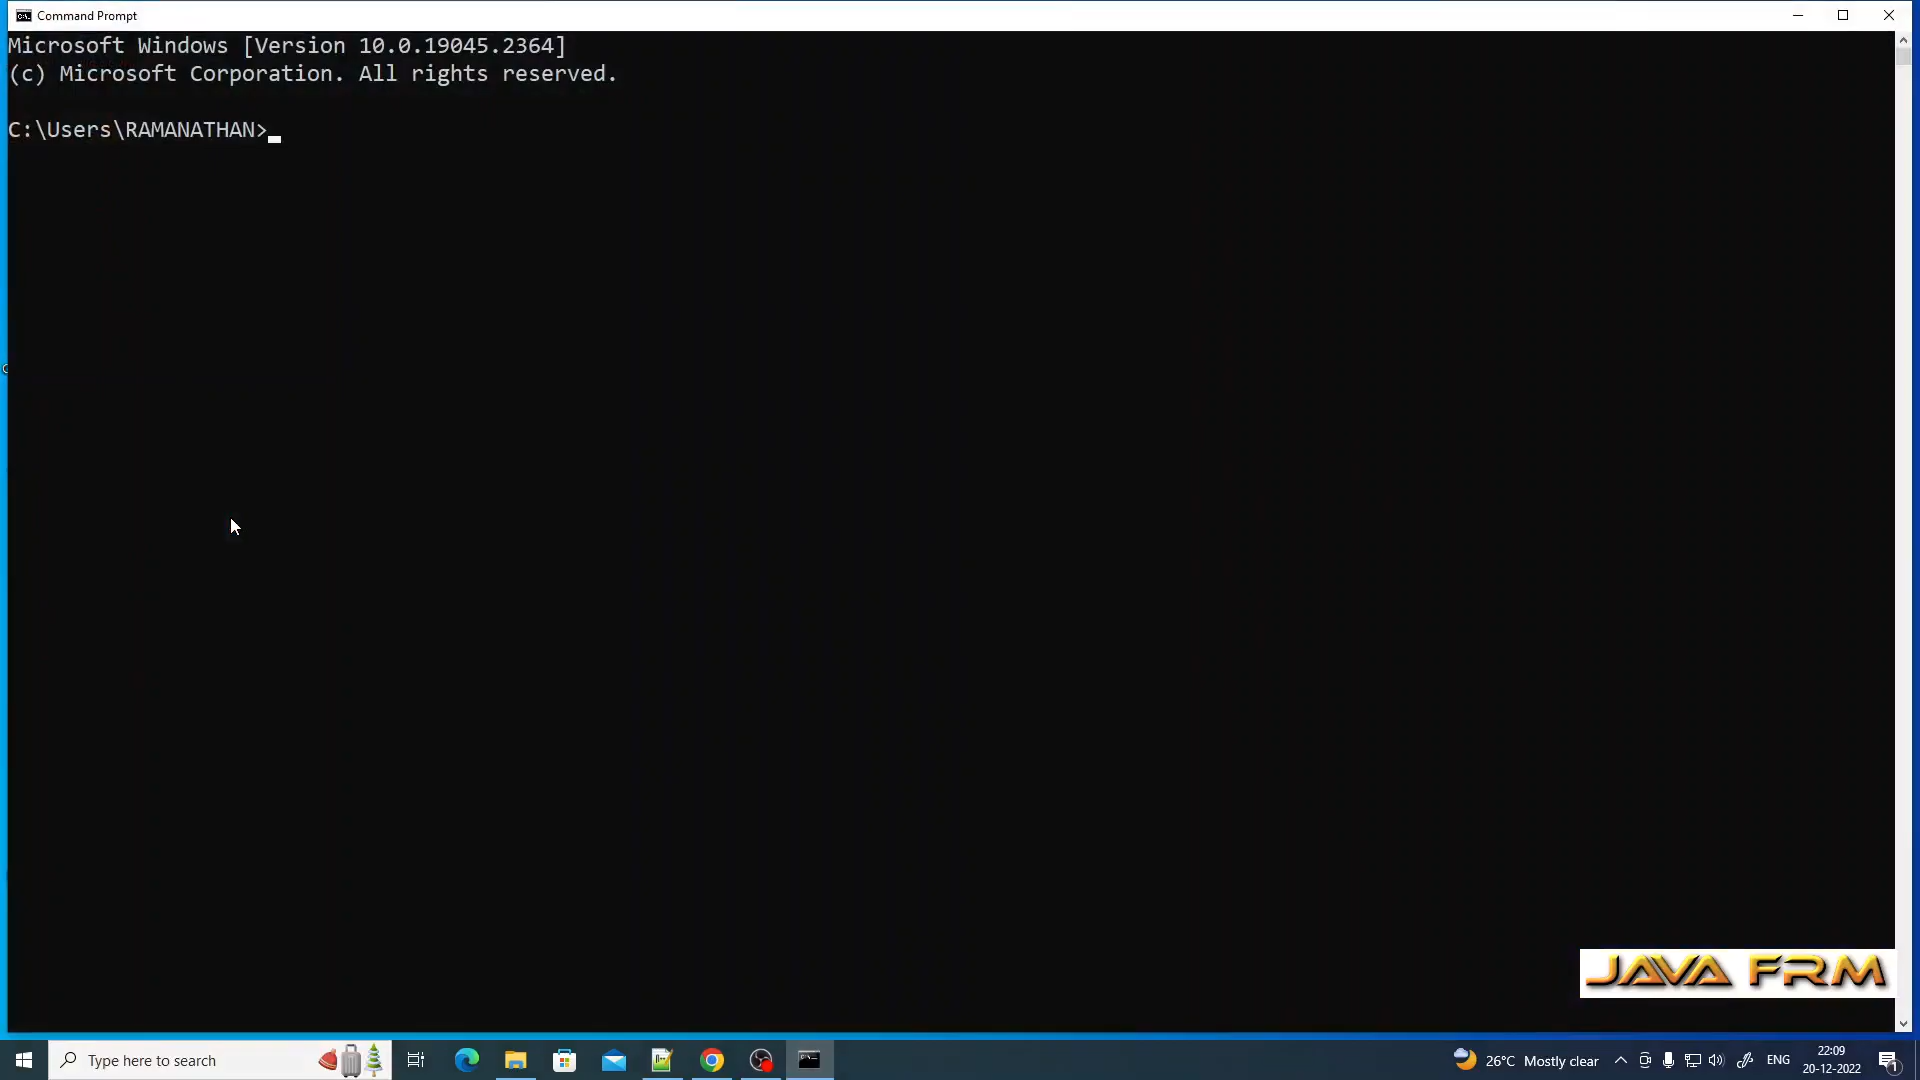 Command Prompt
Microsoft Windows [Version 10.0.19045.2364]
(c) Microsoft Corporation. All rights reserved.
C:\Users\RAMANATHAN>
JAVA FRM
Type here to search
26°C Mostly clear
ENG
22:09
20-12-2022
1